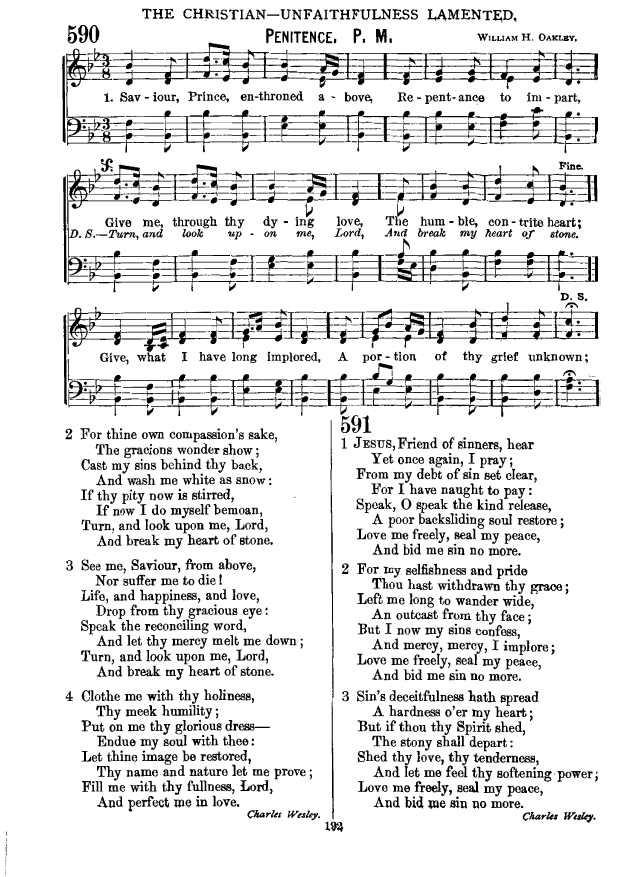 THE CHRISTIAN—UNFAITHFULNESS LAMENTED.
590
PENITENCE. P. M.
WILLIAM H. OAKLEY.
1. Sav - iour, Prince, en-throned a - bove, Re - pent-ance to im - part,
Fine.
Give me, through thy dy - ing love, The hum - ble, con - trite heart;
D. S.—Turn, and look up - on me, Lord, And break my heart of stone.
D. S.
Give, what I have long implored, A por - tion of thy grief unknown;
2 For thine own compassion's sake,
The gracious wonder show;
Cast my sins behind thy back,
And wash me white as snow:
If thy pity now is stirred,
If now I do myself bemoan,
Turn, and look upon me, Lord,
And break my heart of stone.
3 See me, Saviour, from above,
Nor suffer me to die!
Life, and happiness, and love,
Drop from thy gracious eye:
Speak the reconciling word,
And let thy mercy melt me down;
Turn, and look upon me, Lord,
And break my heart of stone.
4 Clothe me with thy holiness,
Thy meek humility;
Put on me thy glorious dress—
Endue my soul with thee:
Let thine image be restored,
Thy name and nature let me prove;
Fill me with thy fullness, Lord,
And perfect me in love.
Charles Wesley.
591
1 JESUS, Friend of sinners, hear
Yet once again, I pray;
From my debt of sin set clear,
For I have naught to pay:
Speak, O speak the kind release,
A poor backsliding soul restore;
Love me freely, seal my peace,
And bid me sin no more.
2 For my selfishness and pride
Thou hast withdrawn thy grace;
Left me long to wander wide,
An outcast from thy face;
But I now my sins confess,
And mercy, mercy, I implore;
Love me freely, seal my peace,
And bid me sin no more.
3 Sin's deceitfulness hath spread
A hardness o'er my heart;
But if thou thy Spirit shed,
The stony shall depart:
Shed thy love, thy tenderness,
And let me feel thy softening power;
Love me freely, seal my peace,
And bid me sin no more.
Charles Wesley.
192